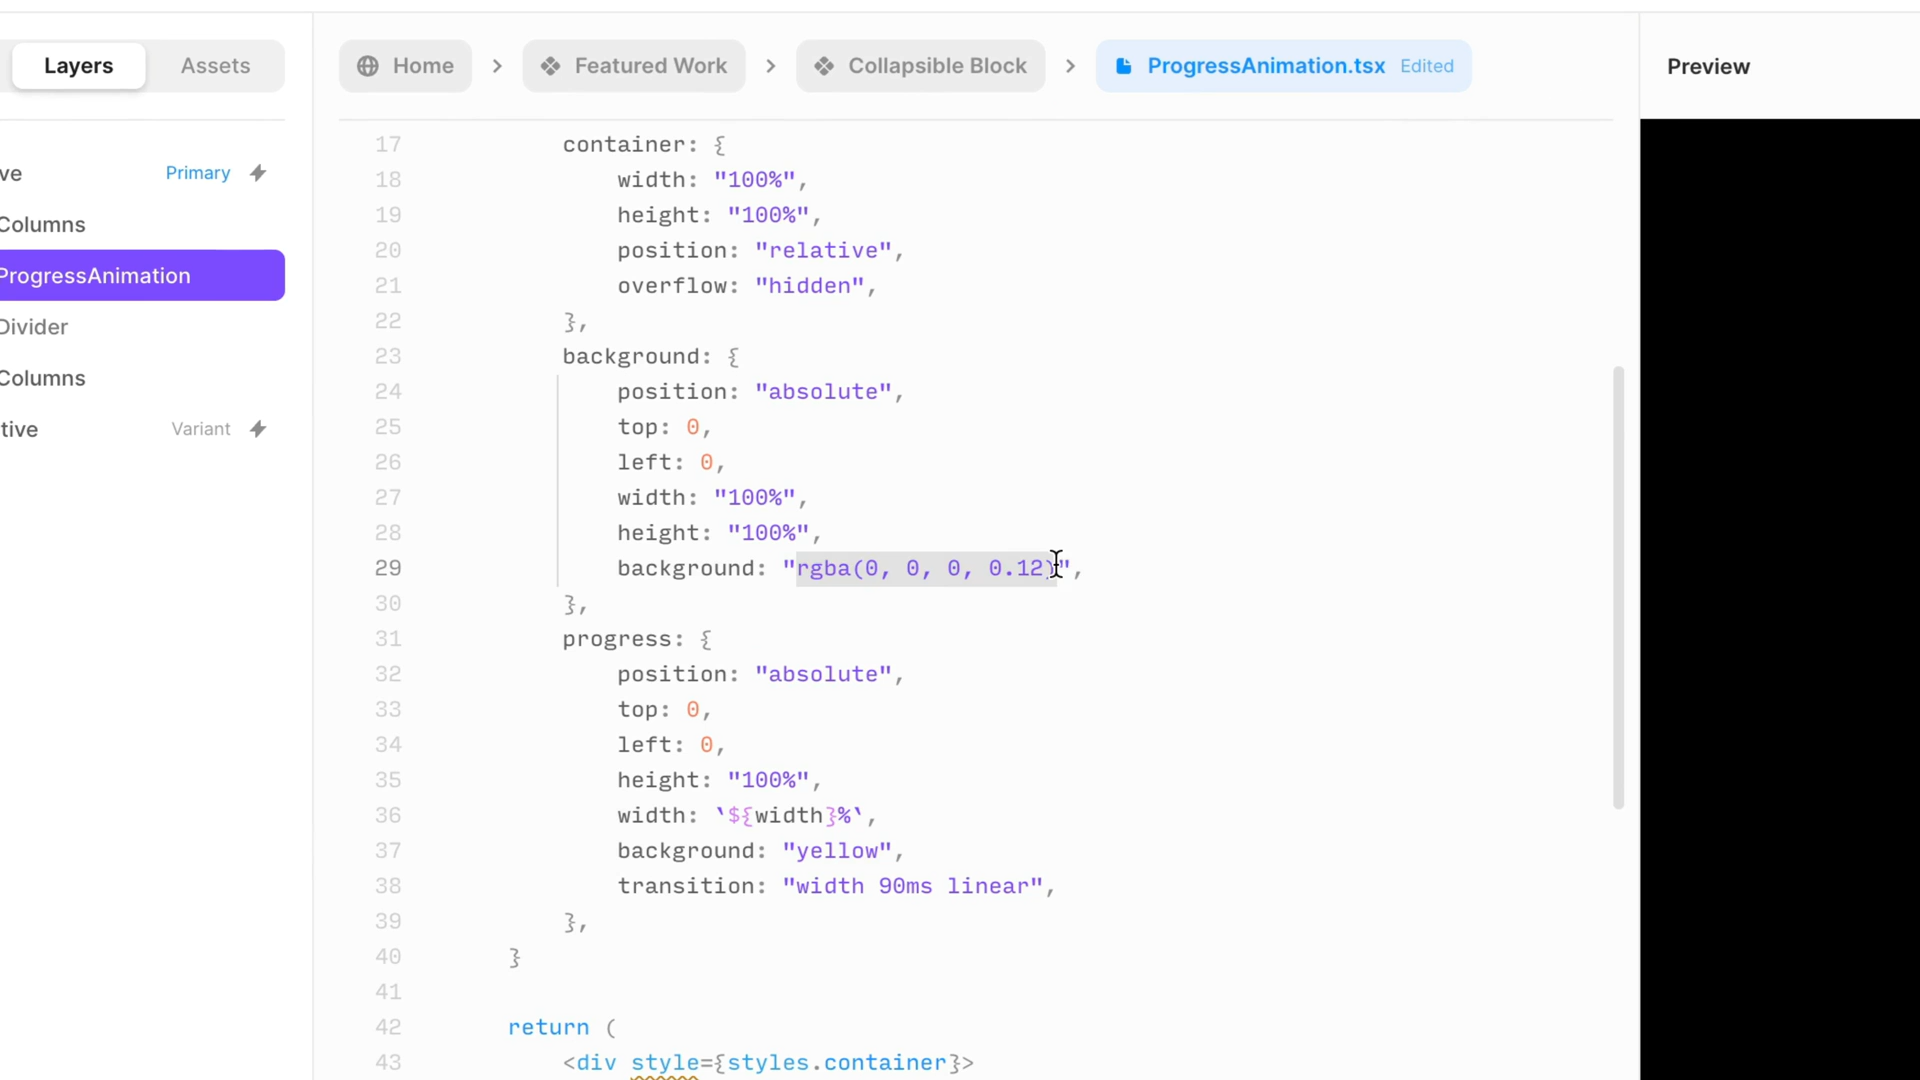 Layers Assets Home Featured Work Collapsible Block ProgressAnimation.tsx Edited Preview
ve Primary
Columns
ProgressAnimation
Divider
Columns
tive Variant
17 container: {
18 width: "100%",
19 height: "100%",
20 position: "relative",
21 overflow: "hidden",
22 },
23 background: {
24 position: "absolute",
25 top: 0,
26 left: 0,
27 width: "100%",
28 height: "100%",
29 background: "rgba(0, 0, 0, 0.12)",
30 },
31 progress: {
32 position: "absolute",
33 top: 0,
34 left: 0,
35 height: "100%",
36 width: `${width}%`,
37 background: "yellow",
38 transition: "width 90ms linear",
39 },
40 }
41
42 return (
43 <div style={styles.container}>